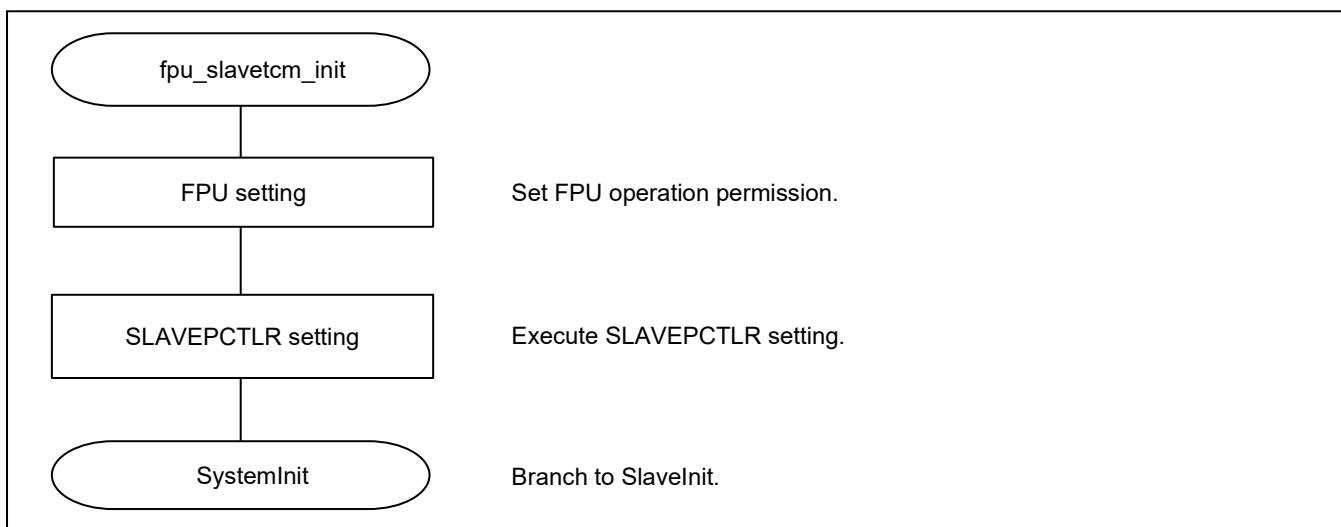 fpu_slavetcm_init
FPU setting
Set FPU operation permission.
SLAVEPCTLR setting
Execute SLAVEPCTLR setting.
SystemInit
Branch to SlaveInit.